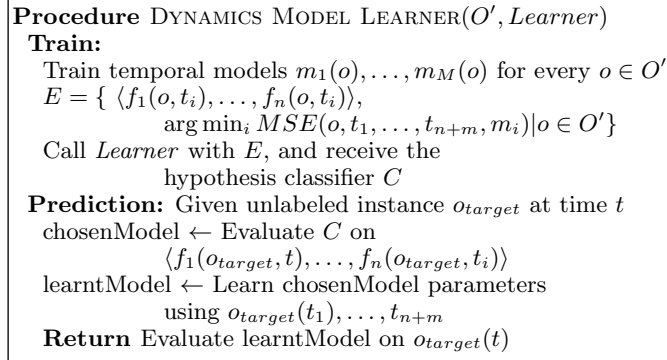 Procedure DYNAMICS MODEL LEARNER(O′, Learner)
Train:
Train temporal models m₁(o), . . . , m_M(o) for every o ∈ O′
E = { ⟨f₁(o, tᵢ), . . . , fₙ(o, tᵢ)⟩,
arg minᵢ MSE(o, t₁, . . . , tₙ₊ₘ, mᵢ)|o ∈ O′}
Call Learner with E, and receive the
hypothesis classifier C
Prediction: Given unlabeled instance o_target at time t
chosenModel ← Evaluate C on
⟨f₁(o_target, t), . . . , fₙ(o_target, tᵢ)⟩
learntModel ← Learn chosenModel parameters
using o_target(t₁), . . . , tₙ₊ₘ
Return Evaluate learntModel on o_target(t)